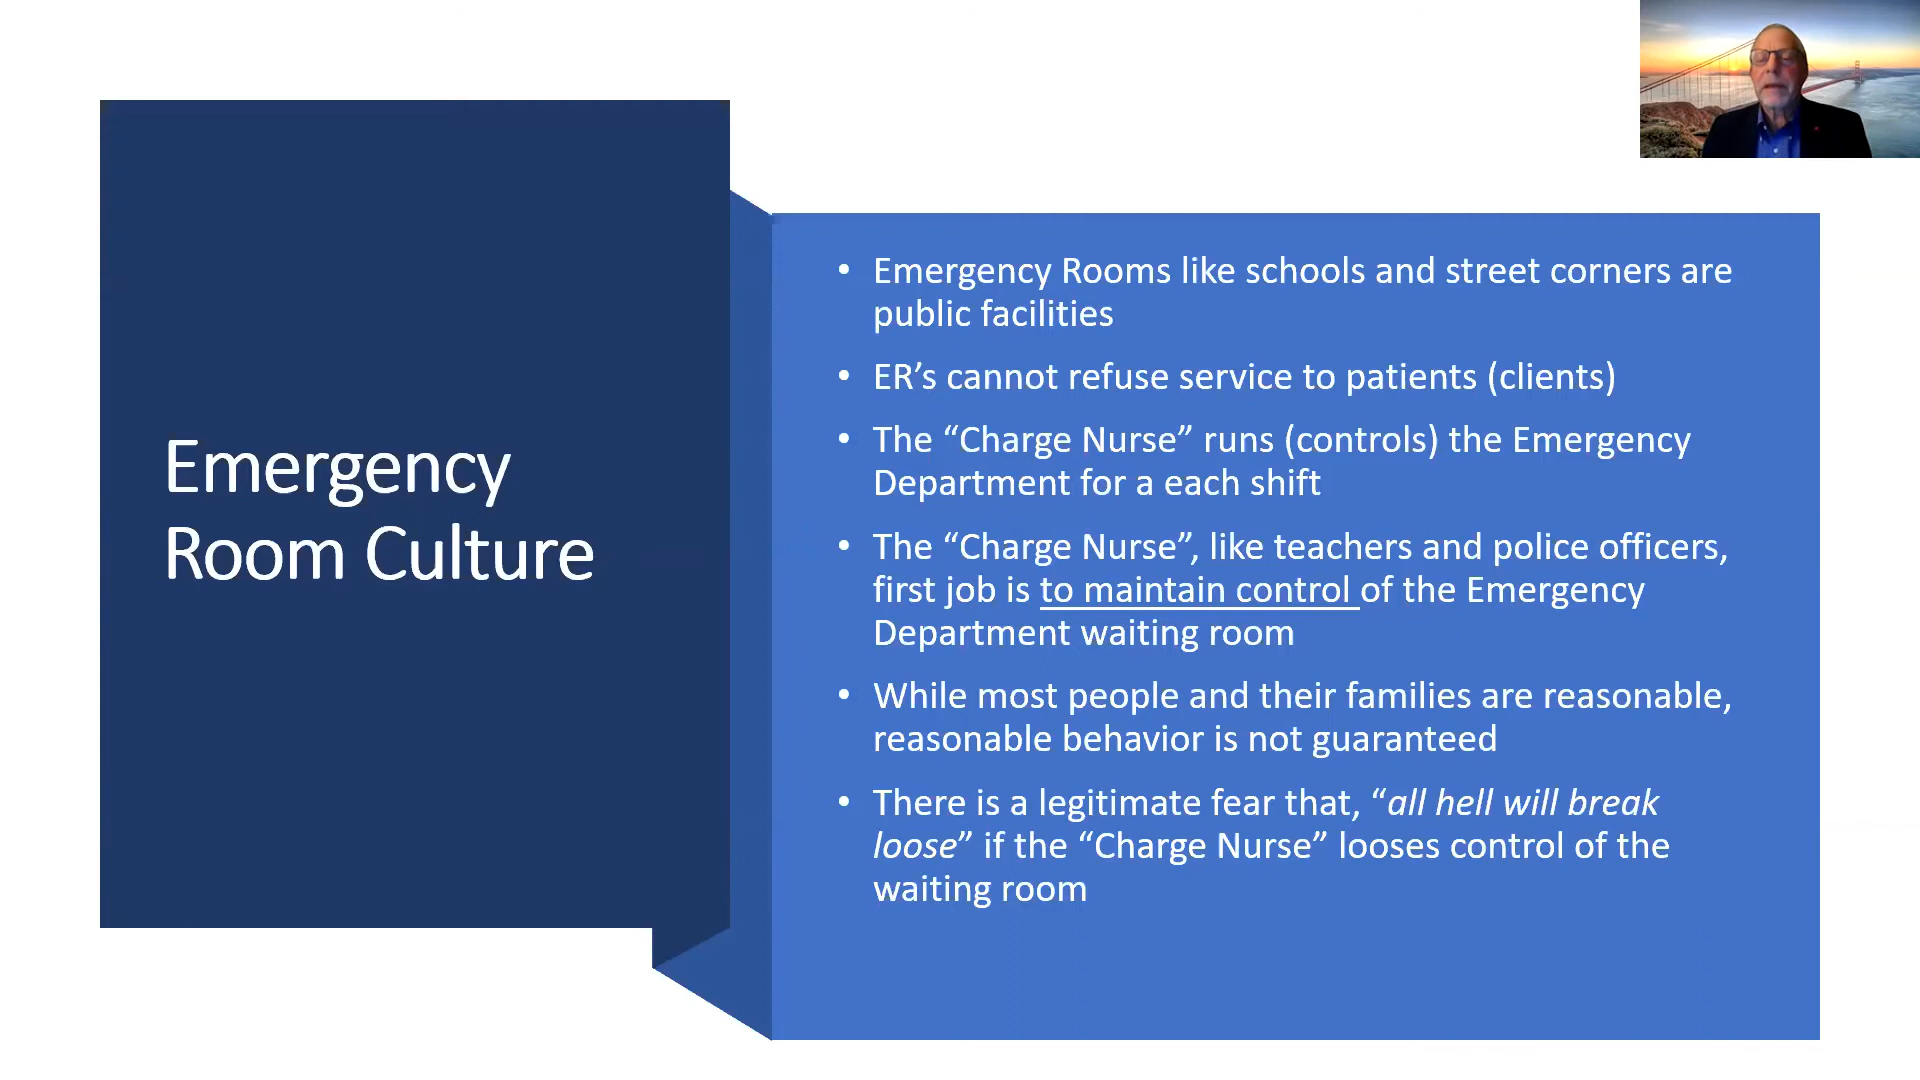 Emergency
Room Culture
• Emergency Rooms like schools and street corners are
public facilities
• ER’s cannot refuse service to patients (clients)
• The “Charge Nurse” runs (controls) the Emergency
Department for a each shift
• The “Charge Nurse”, like teachers and police officers,
first job is to maintain control of the Emergency
Department waiting room
• While most people and their families are reasonable,
reasonable behavior is not guaranteed
• There is a legitimate fear that, “all hell will break
loose” if the “Charge Nurse” looses control of the
waiting room